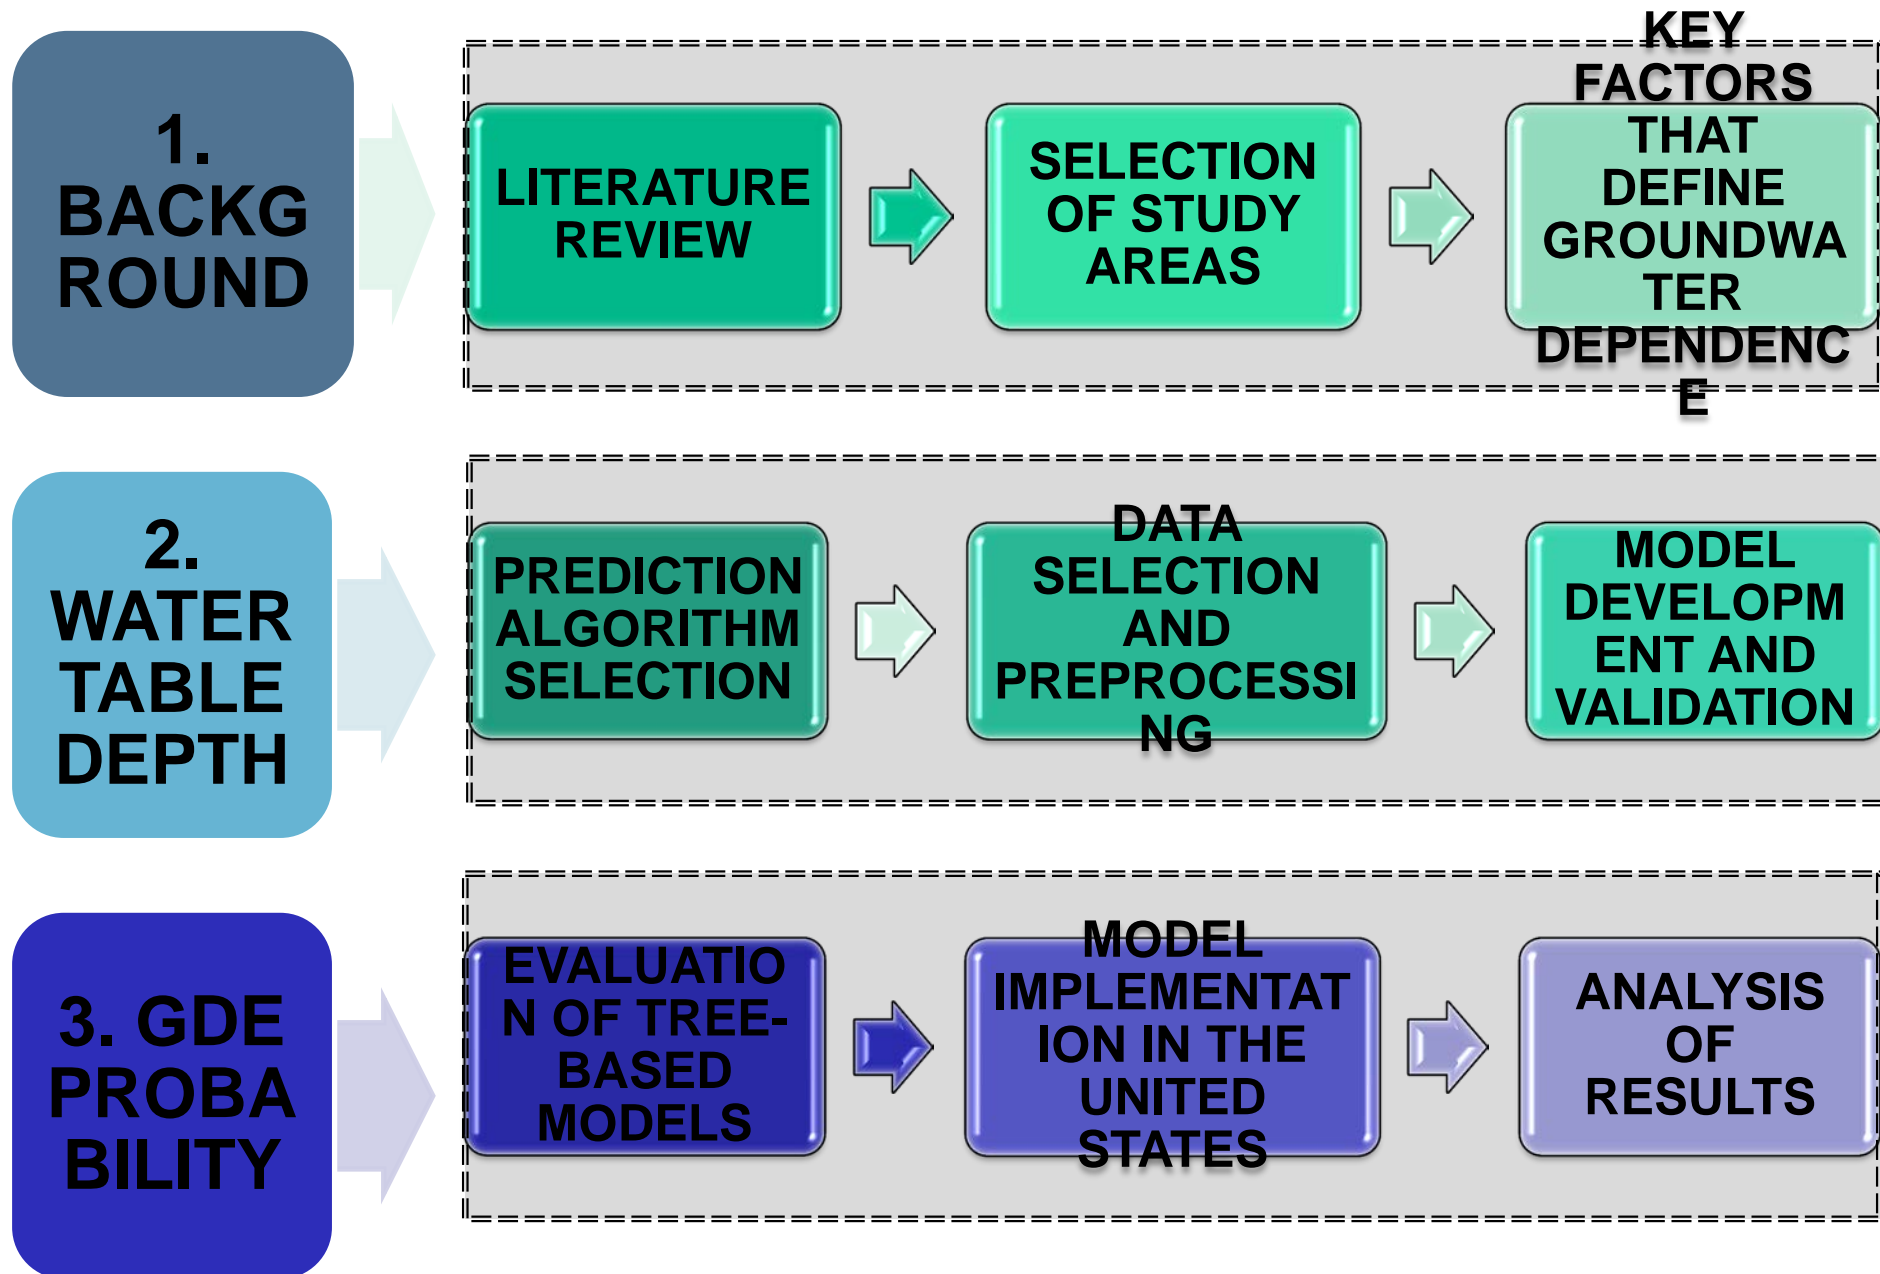 1.
BACKG
ROUND
LITERATURE
REVIEW
SELECTION
OF STUDY
AREAS
KEY
FACTORS
THAT
DEFINE
GROUNDWA
TER
DEPENDENC
E
2.
WATER
TABLE
DEPTH
PREDICTION
ALGORITHM
SELECTION
DATA
SELECTION
AND
PREPROCESSI
NG
MODEL
DEVELOPM
ENT AND
VALIDATION
3. GDE
PROBA
BILITY
EVALUATIO
N OF TREE-
BASED
MODELS
MODEL
IMPLEMENTAT
ION IN THE
UNITED
STATES
ANALYSIS
OF
RESULTS